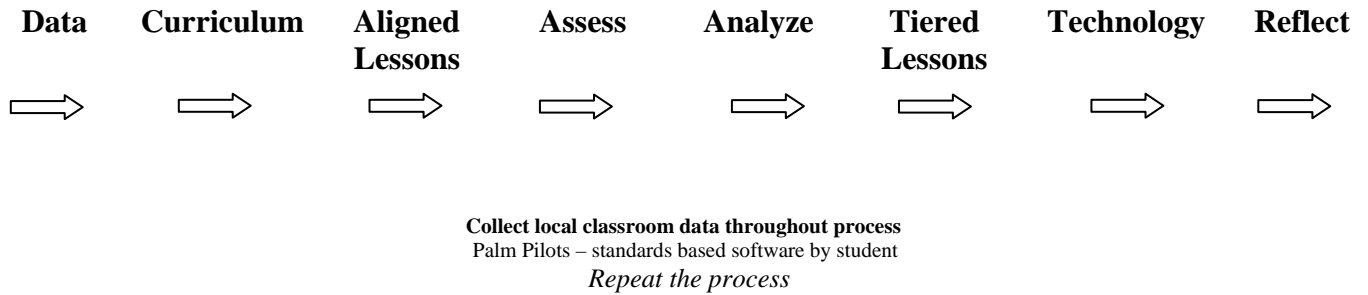 Data Curriculum Aligned Assess Analyze Tiered Technology Reflect
Lessons Lessons
Collect local classroom data throughout process
Palm Pilots – standards based software by student
Repeat the process